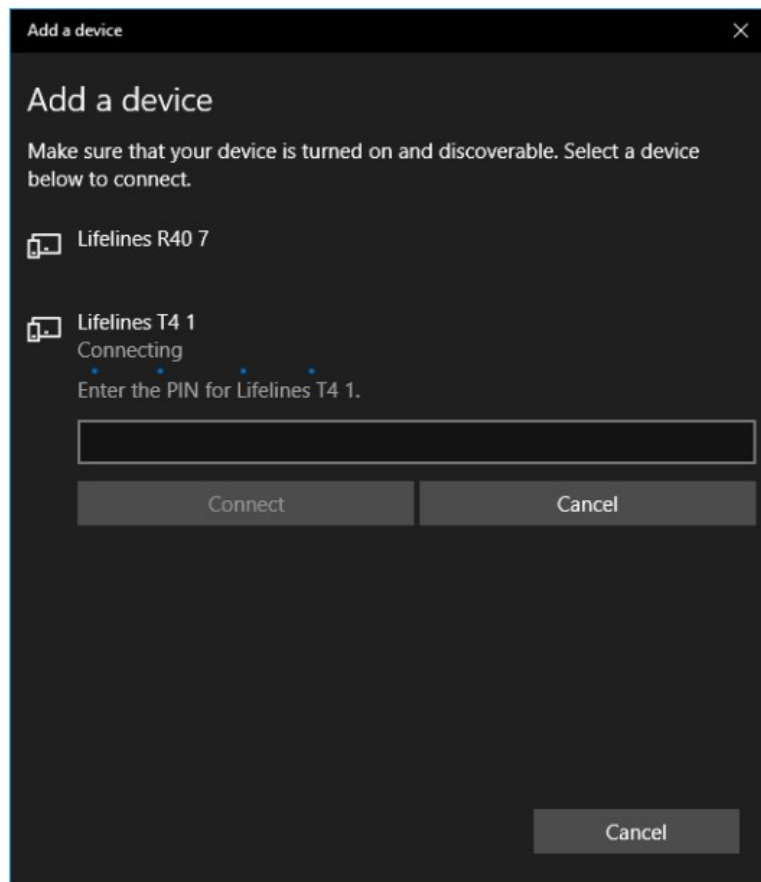 Add a device
Add a device
Make sure that your device is turned on and discoverable. Select a device
below to connect.
Lifelines R40 7
Lifelines T4 1
Connecting
Enter the PIN for Lifelines T4 1.
Connect Cancel
Cancel